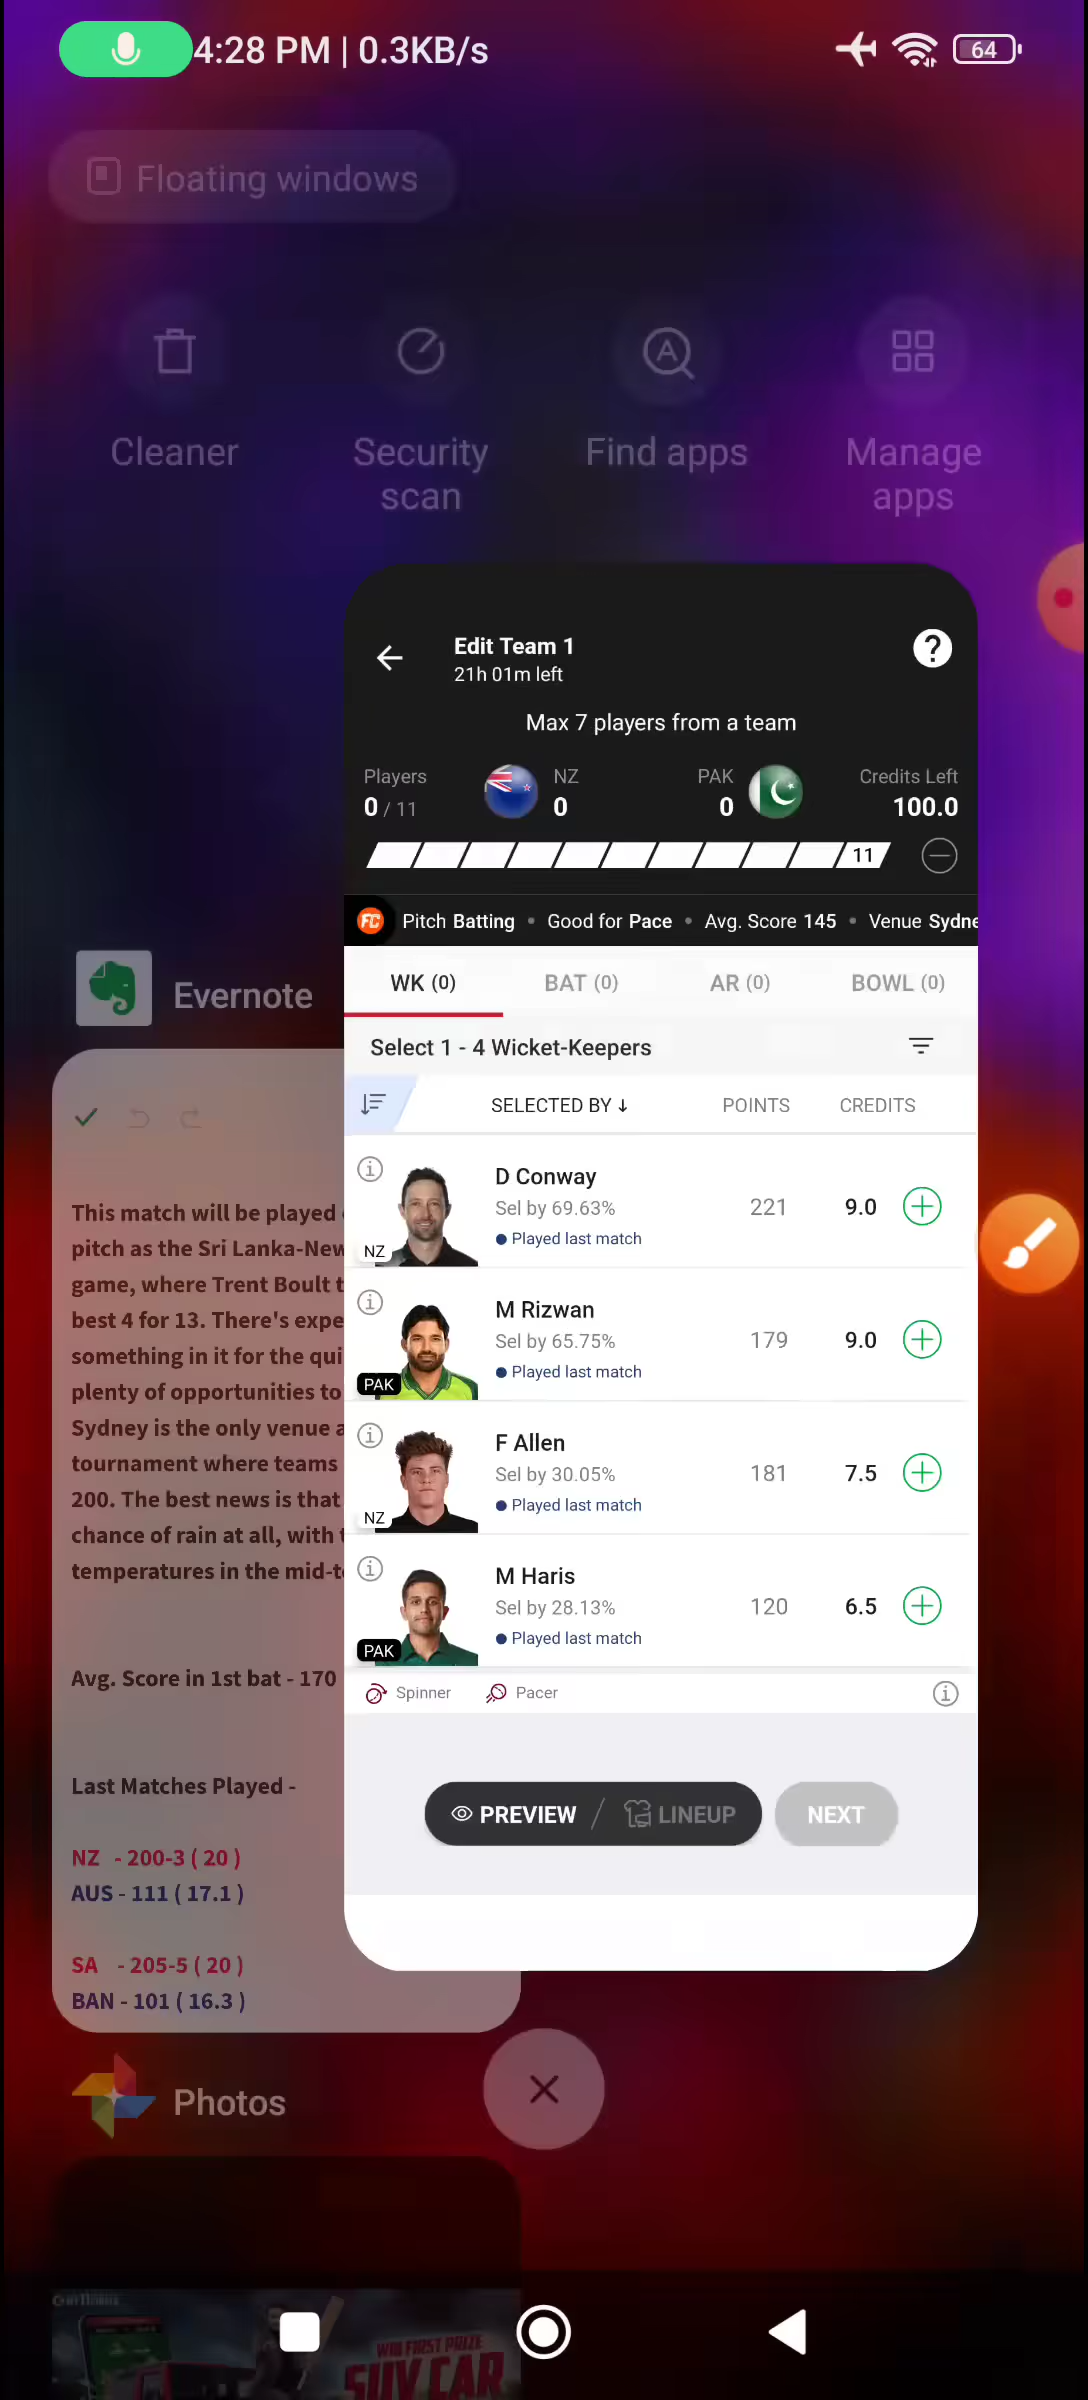 4:28 PM | 0.3KB/s
64
Floating windows
Cleaner
Security scan
Find apps
Manage apps
Edit Team 1
21h 01m left
?
Max 7 players from a team
Players
0 / 11
NZ
0
PAK
0
Credits Left
100.0
11
FC Pitch Batting • Good for Pace • Avg. Score 145 • Venue Sydne
WK (0)
BAT (0)
AR (0)
BOWL (0)
Select 1 - 4 Wicket-Keepers
SELECTED BY ↓
POINTS
CREDITS
D Conway
Sel by 69.63%
Played last match
NZ
221
9.0
M Rizwan
Sel by 65.75%
Played last match
PAK
179
9.0
F Allen
Sel by 30.05%
Played last match
NZ
181
7.5
M Haris
Sel by 28.13%
Played last match
PAK
120
6.5
Spinner
Pacer
PREVIEW / LINEUP
NEXT
Evernote
This match will be played
pitch as the Sri Lanka-New
game, where Trent Boult t
best 4 for 13. There's expe
something in it for the qui
plenty of opportunities to
Sydney is the only venue a
tournament where teams
200. The best news is that
chance of rain at all, with t
temperatures in the mid-t
Avg. Score in 1st bat - 170
Last Matches Played -
NZ - 200-3 ( 20 )
AUS - 111 ( 17.1 )
SA - 205-5 ( 20 )
BAN - 101 ( 16.3 )
Photos
WIN FIRST PRIZE
SUV CAR